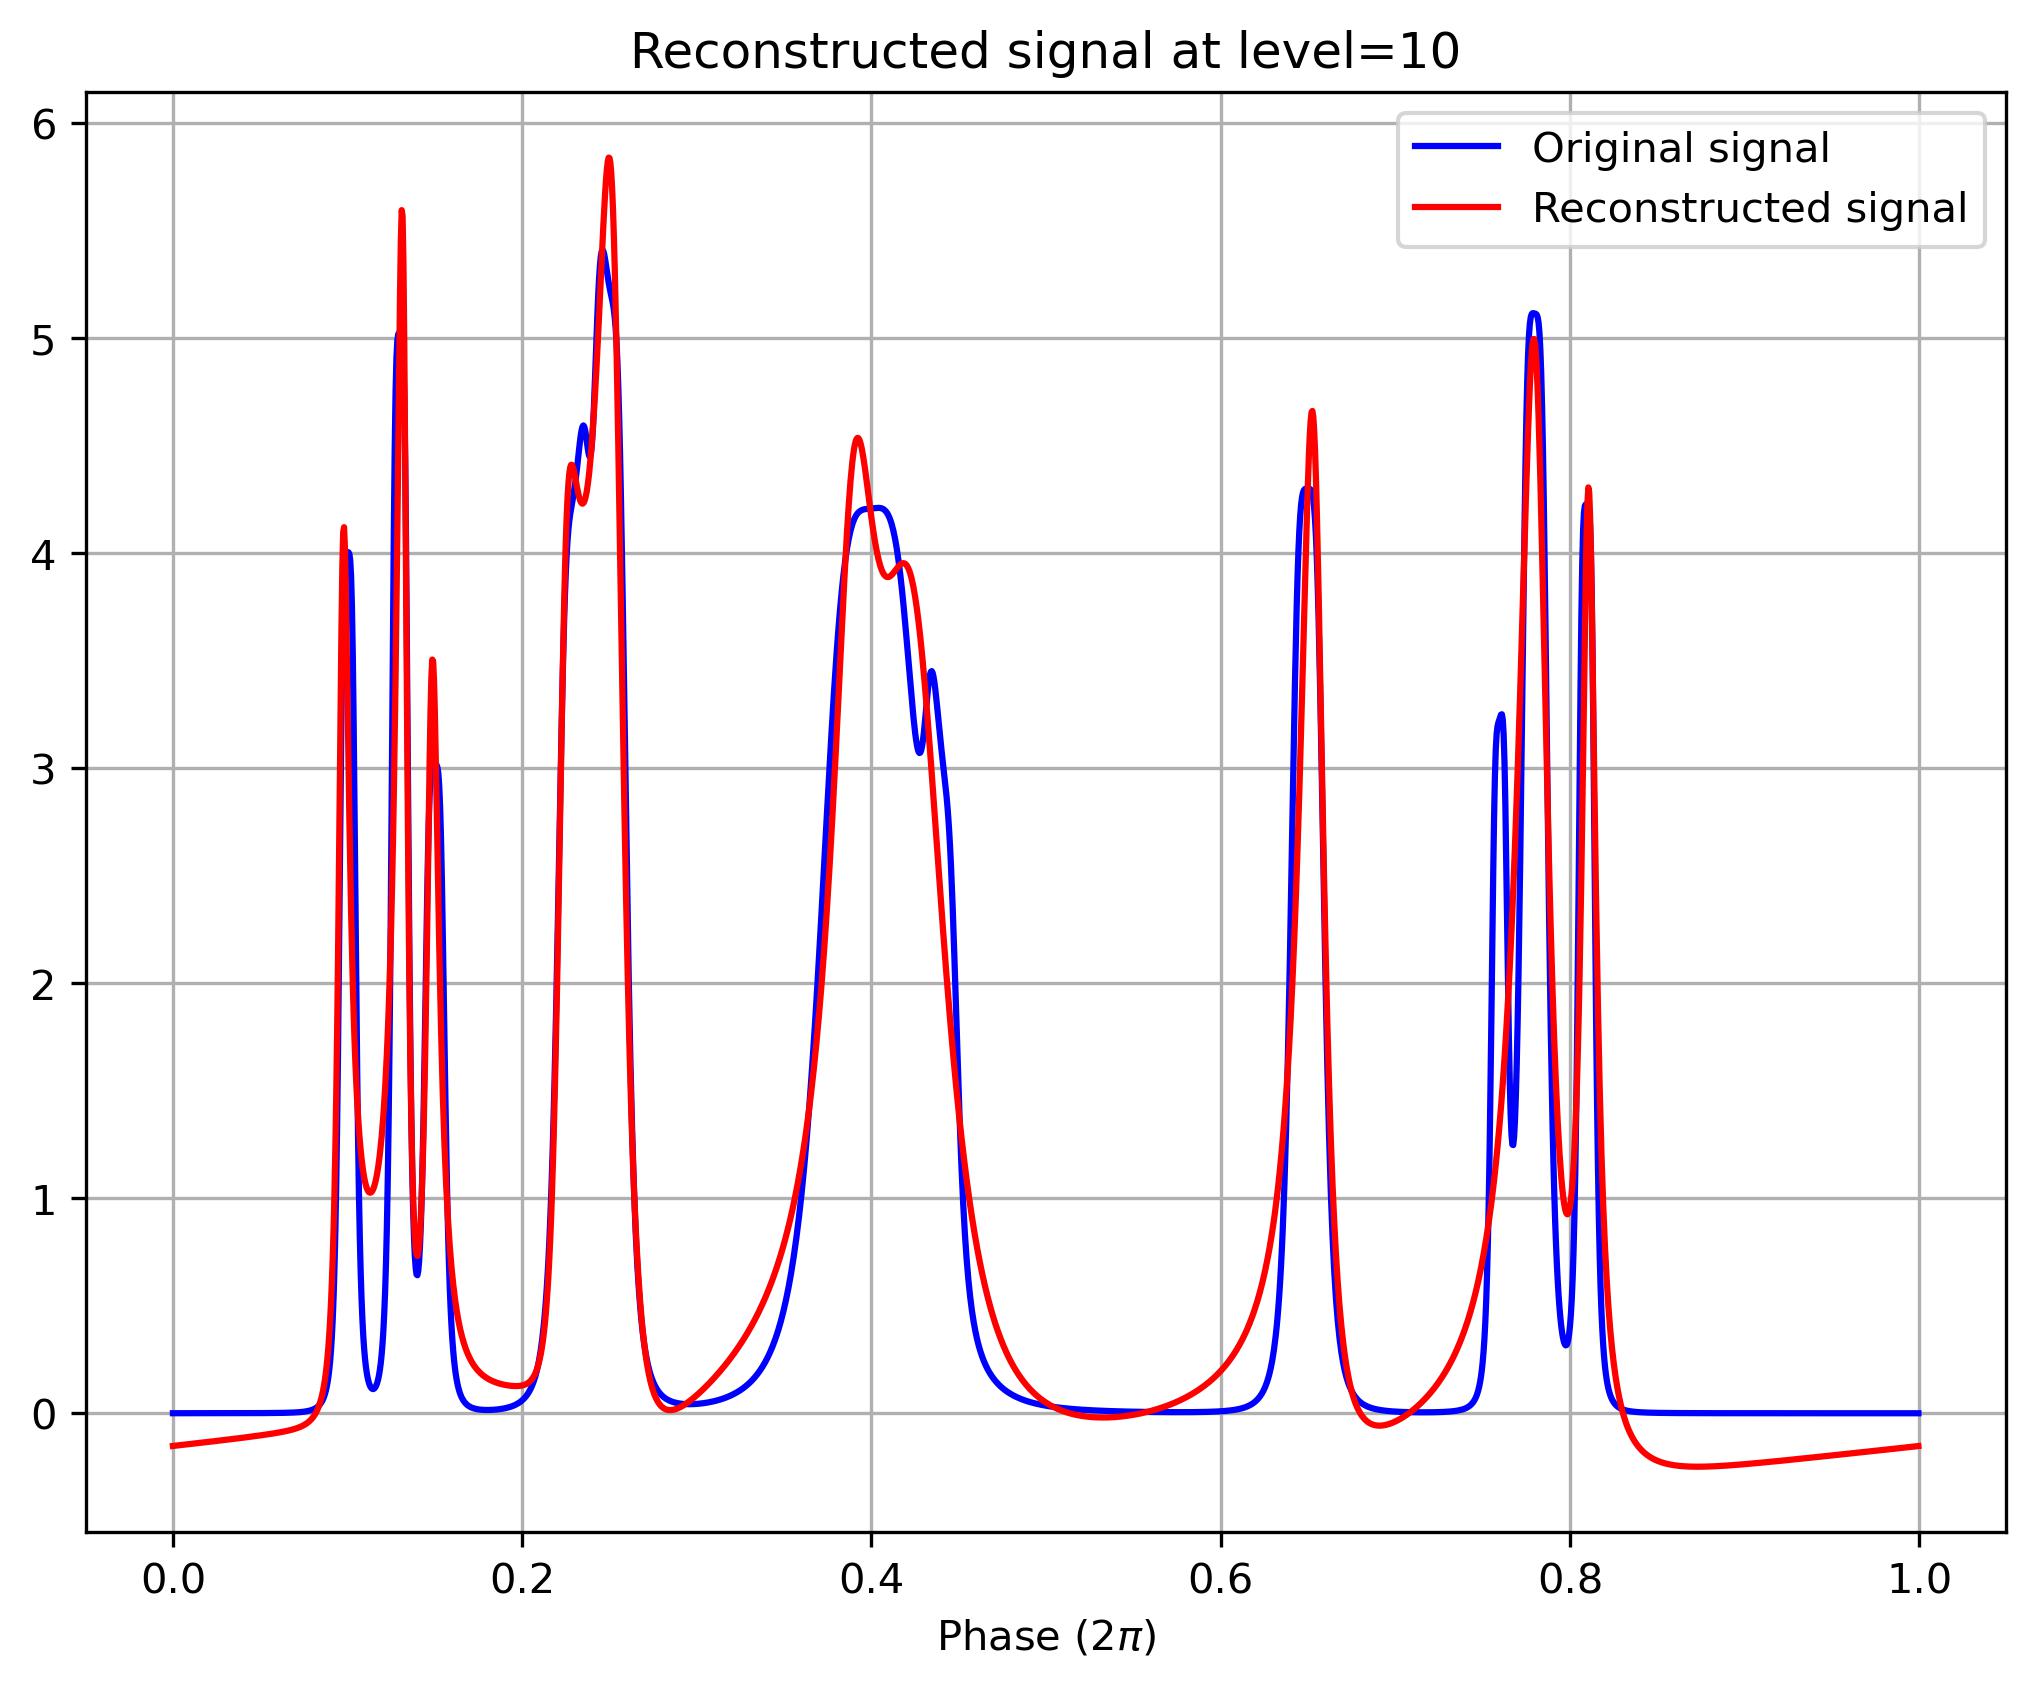 Reconstructed signal at level=10
Original signal
Reconstructed signal
6
5
4
3
2
1
0
0.0 0.2 0.4 0.6 0.8 1.0
Phase (2π)